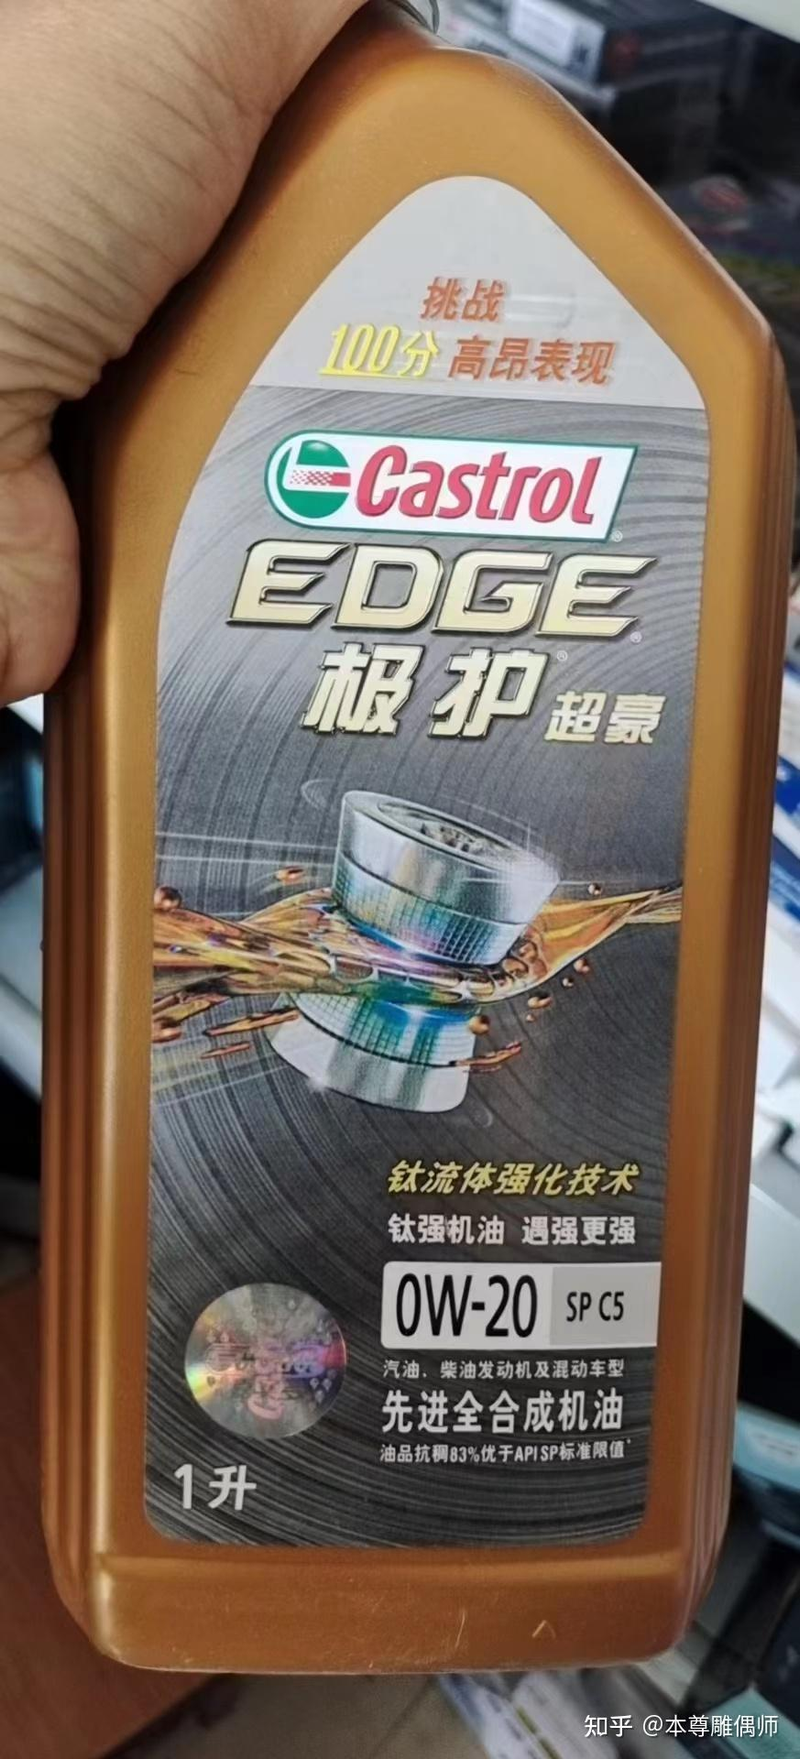 挑战
100分 高昂表现
Castrol
EDGE
极护 超豪
钛流体强化技术
钛强机油 遇强更强
0W-20 SP C5
汽油、柴油发动机及混动车型
先进全合成机油
油品抗稠83%优于API SP标准限值*
1升
知乎 @本尊雕偶师